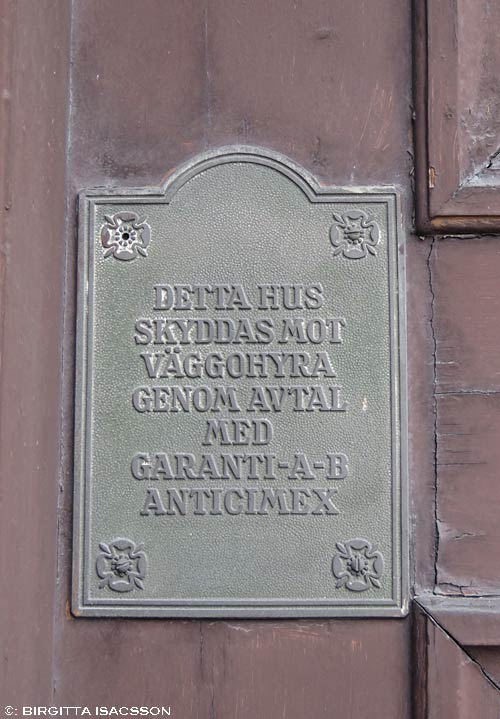 DETTA HUS
SKYDDAS MOT
VÄGGOHYRA
GENOM AVTAL
MED
GARANTI-A-B
ANTICIMEX
©: BIRGITTA ISACSSON